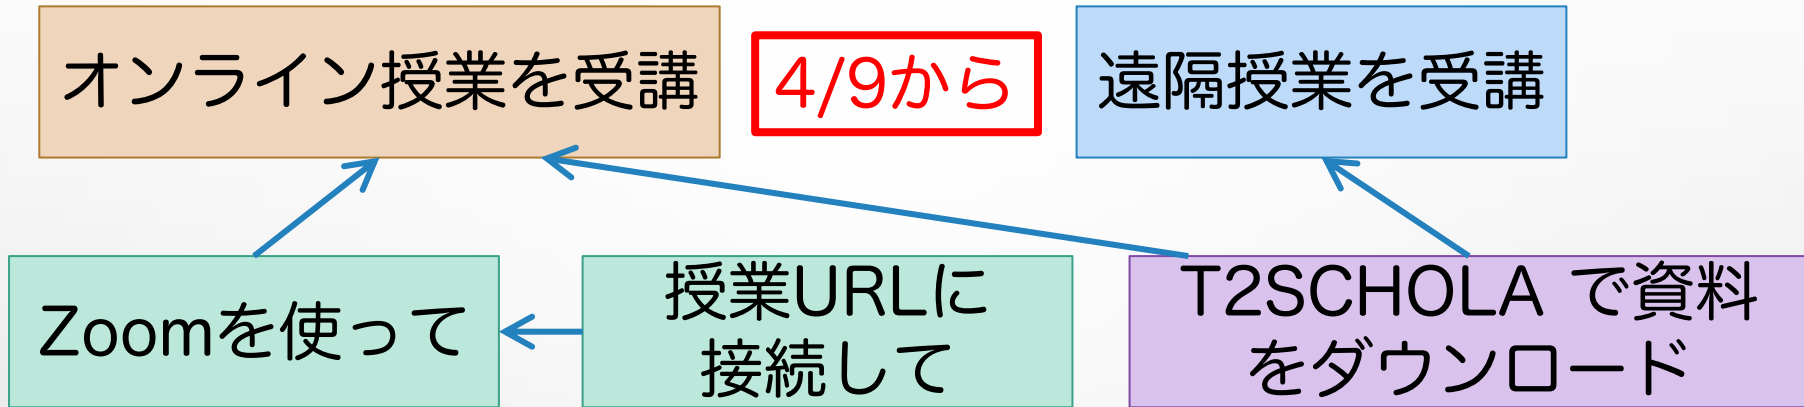 オンライン授業を受講
4/9から
遠隔授業を受講
Zoomを使って
授業URLに
接続して
T2SCHOLA で資料
をダウンロード